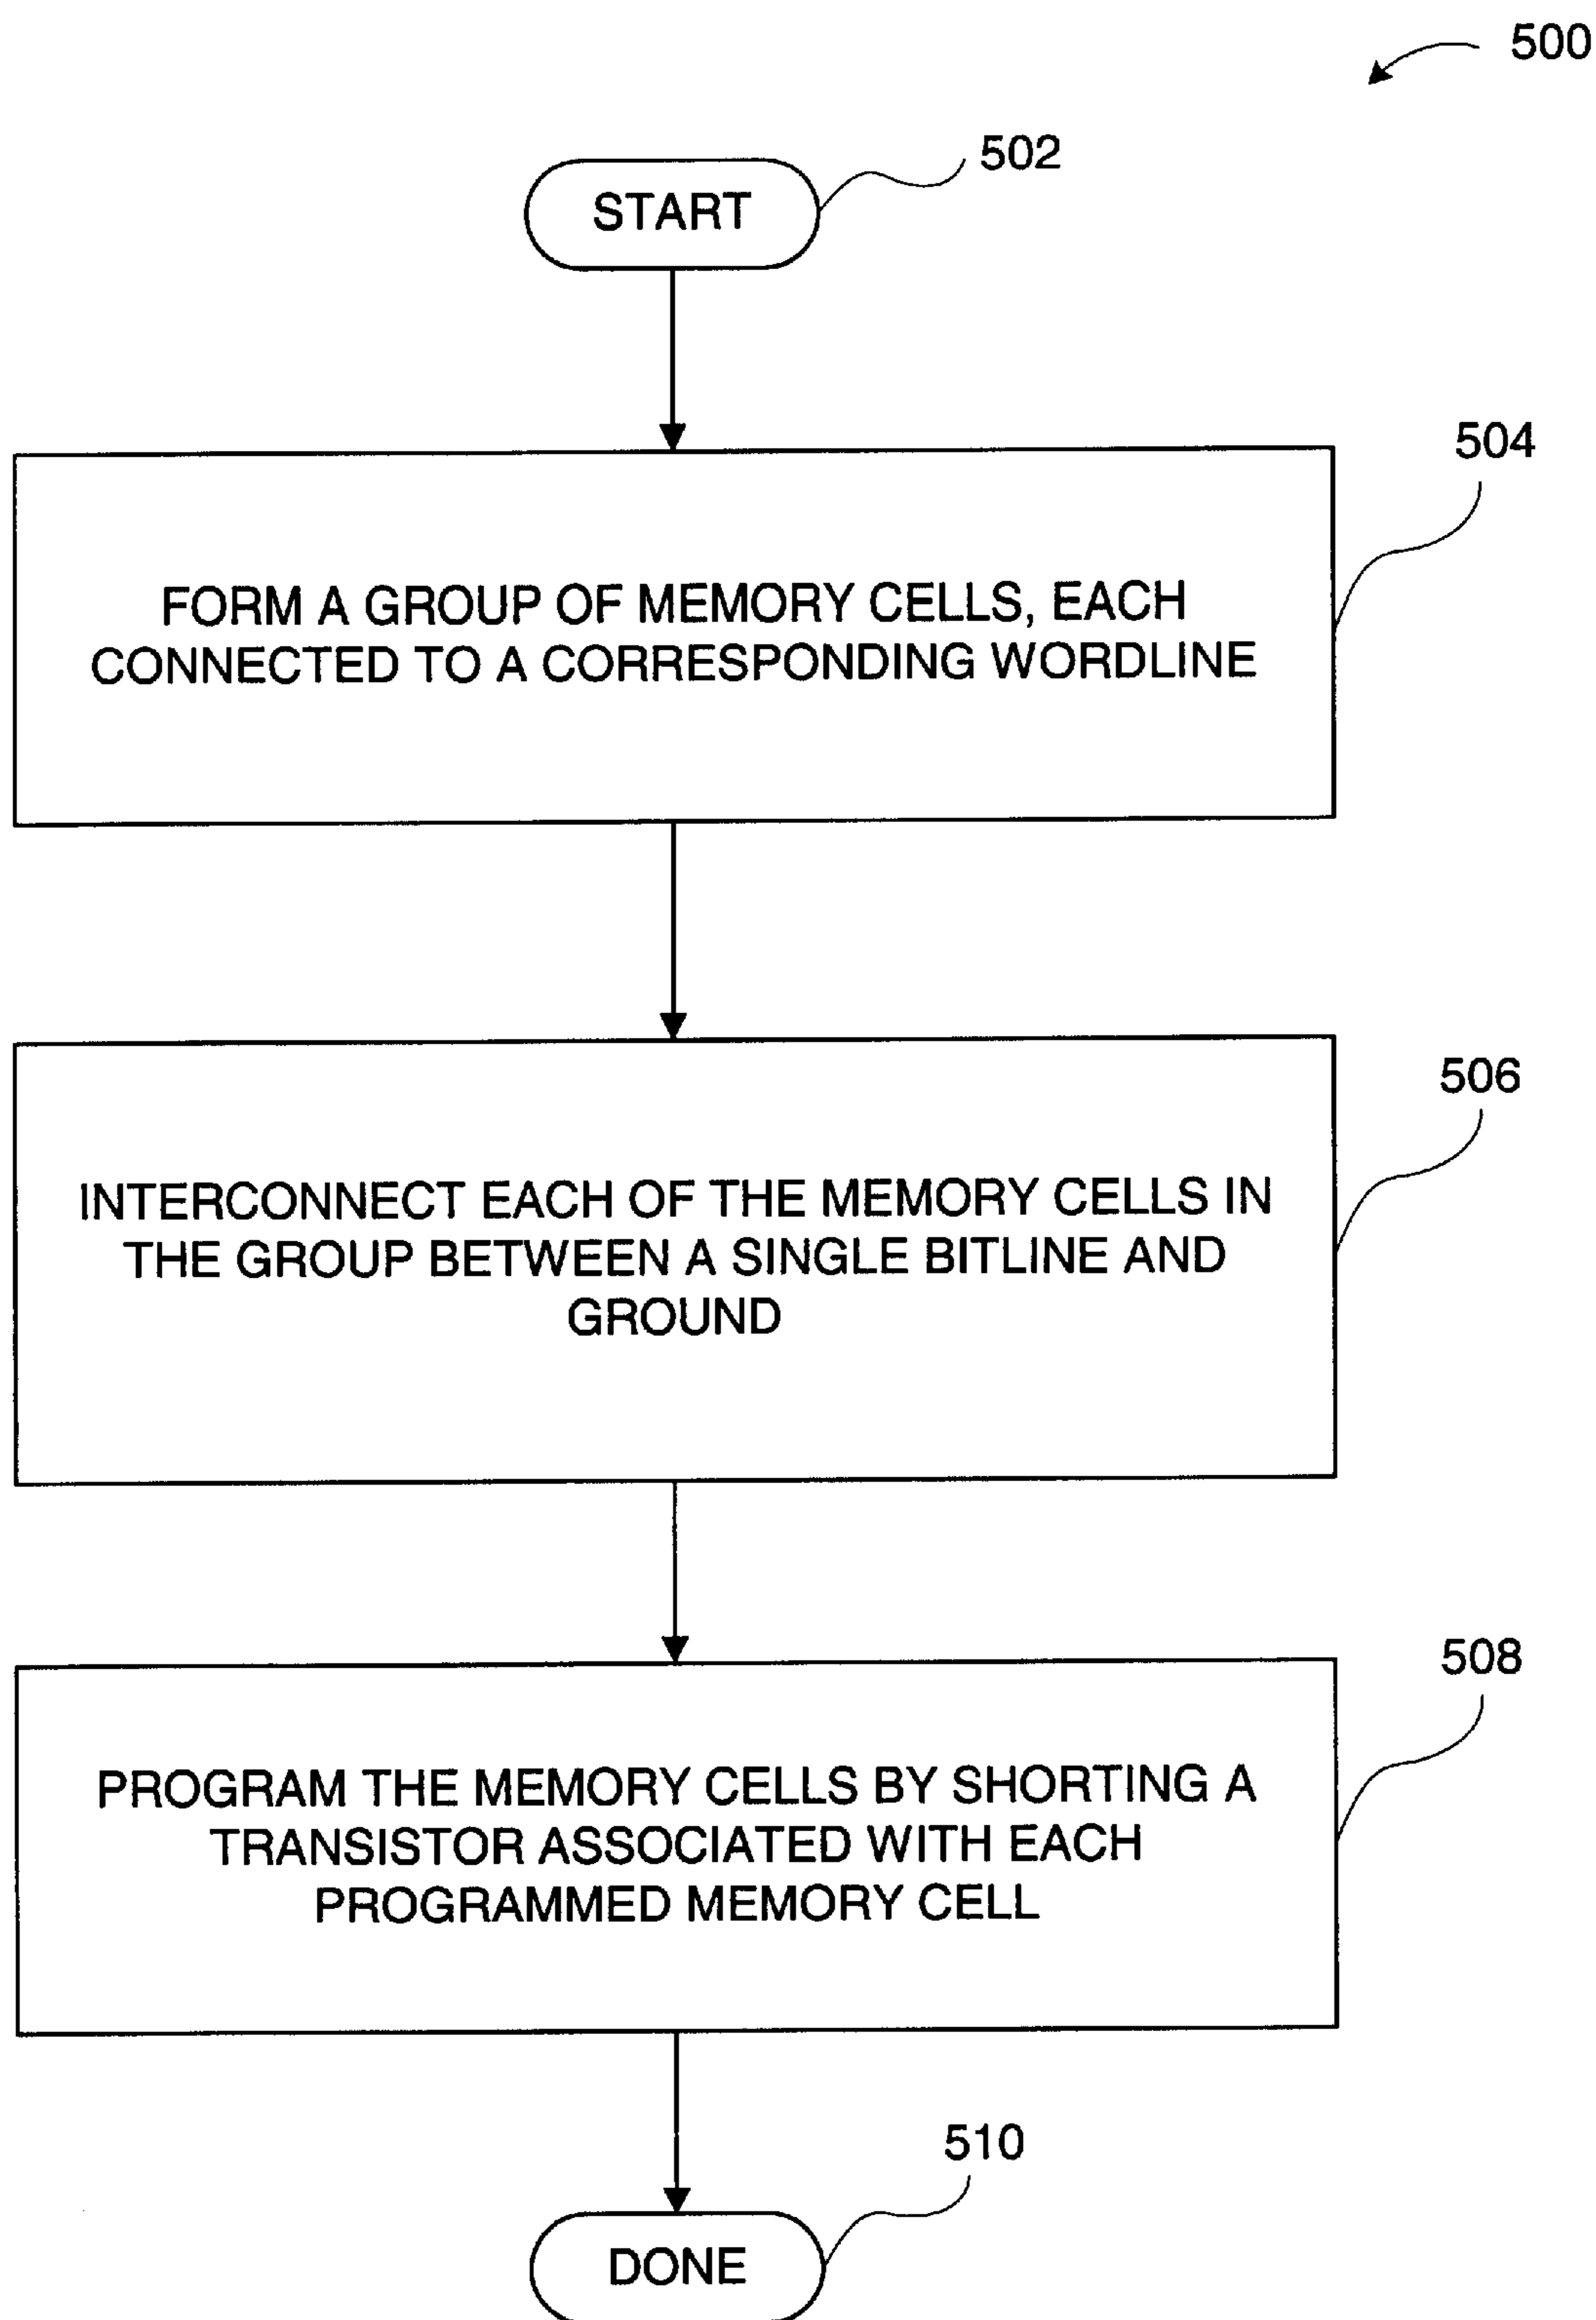 500
502
START
504
FORM A GROUP OF MEMORY CELLS, EACH
CONNECTED TO A CORRESPONDING WORDLINE
506
INTERCONNECT EACH OF THE MEMORY CELLS IN
THE GROUP BETWEEN A SINGLE BITLINE AND
GROUND
508
PROGRAM THE MEMORY CELLS BY SHORTING A
TRANSISTOR ASSOCIATED WITH EACH
PROGRAMMED MEMORY CELL
510
DONE